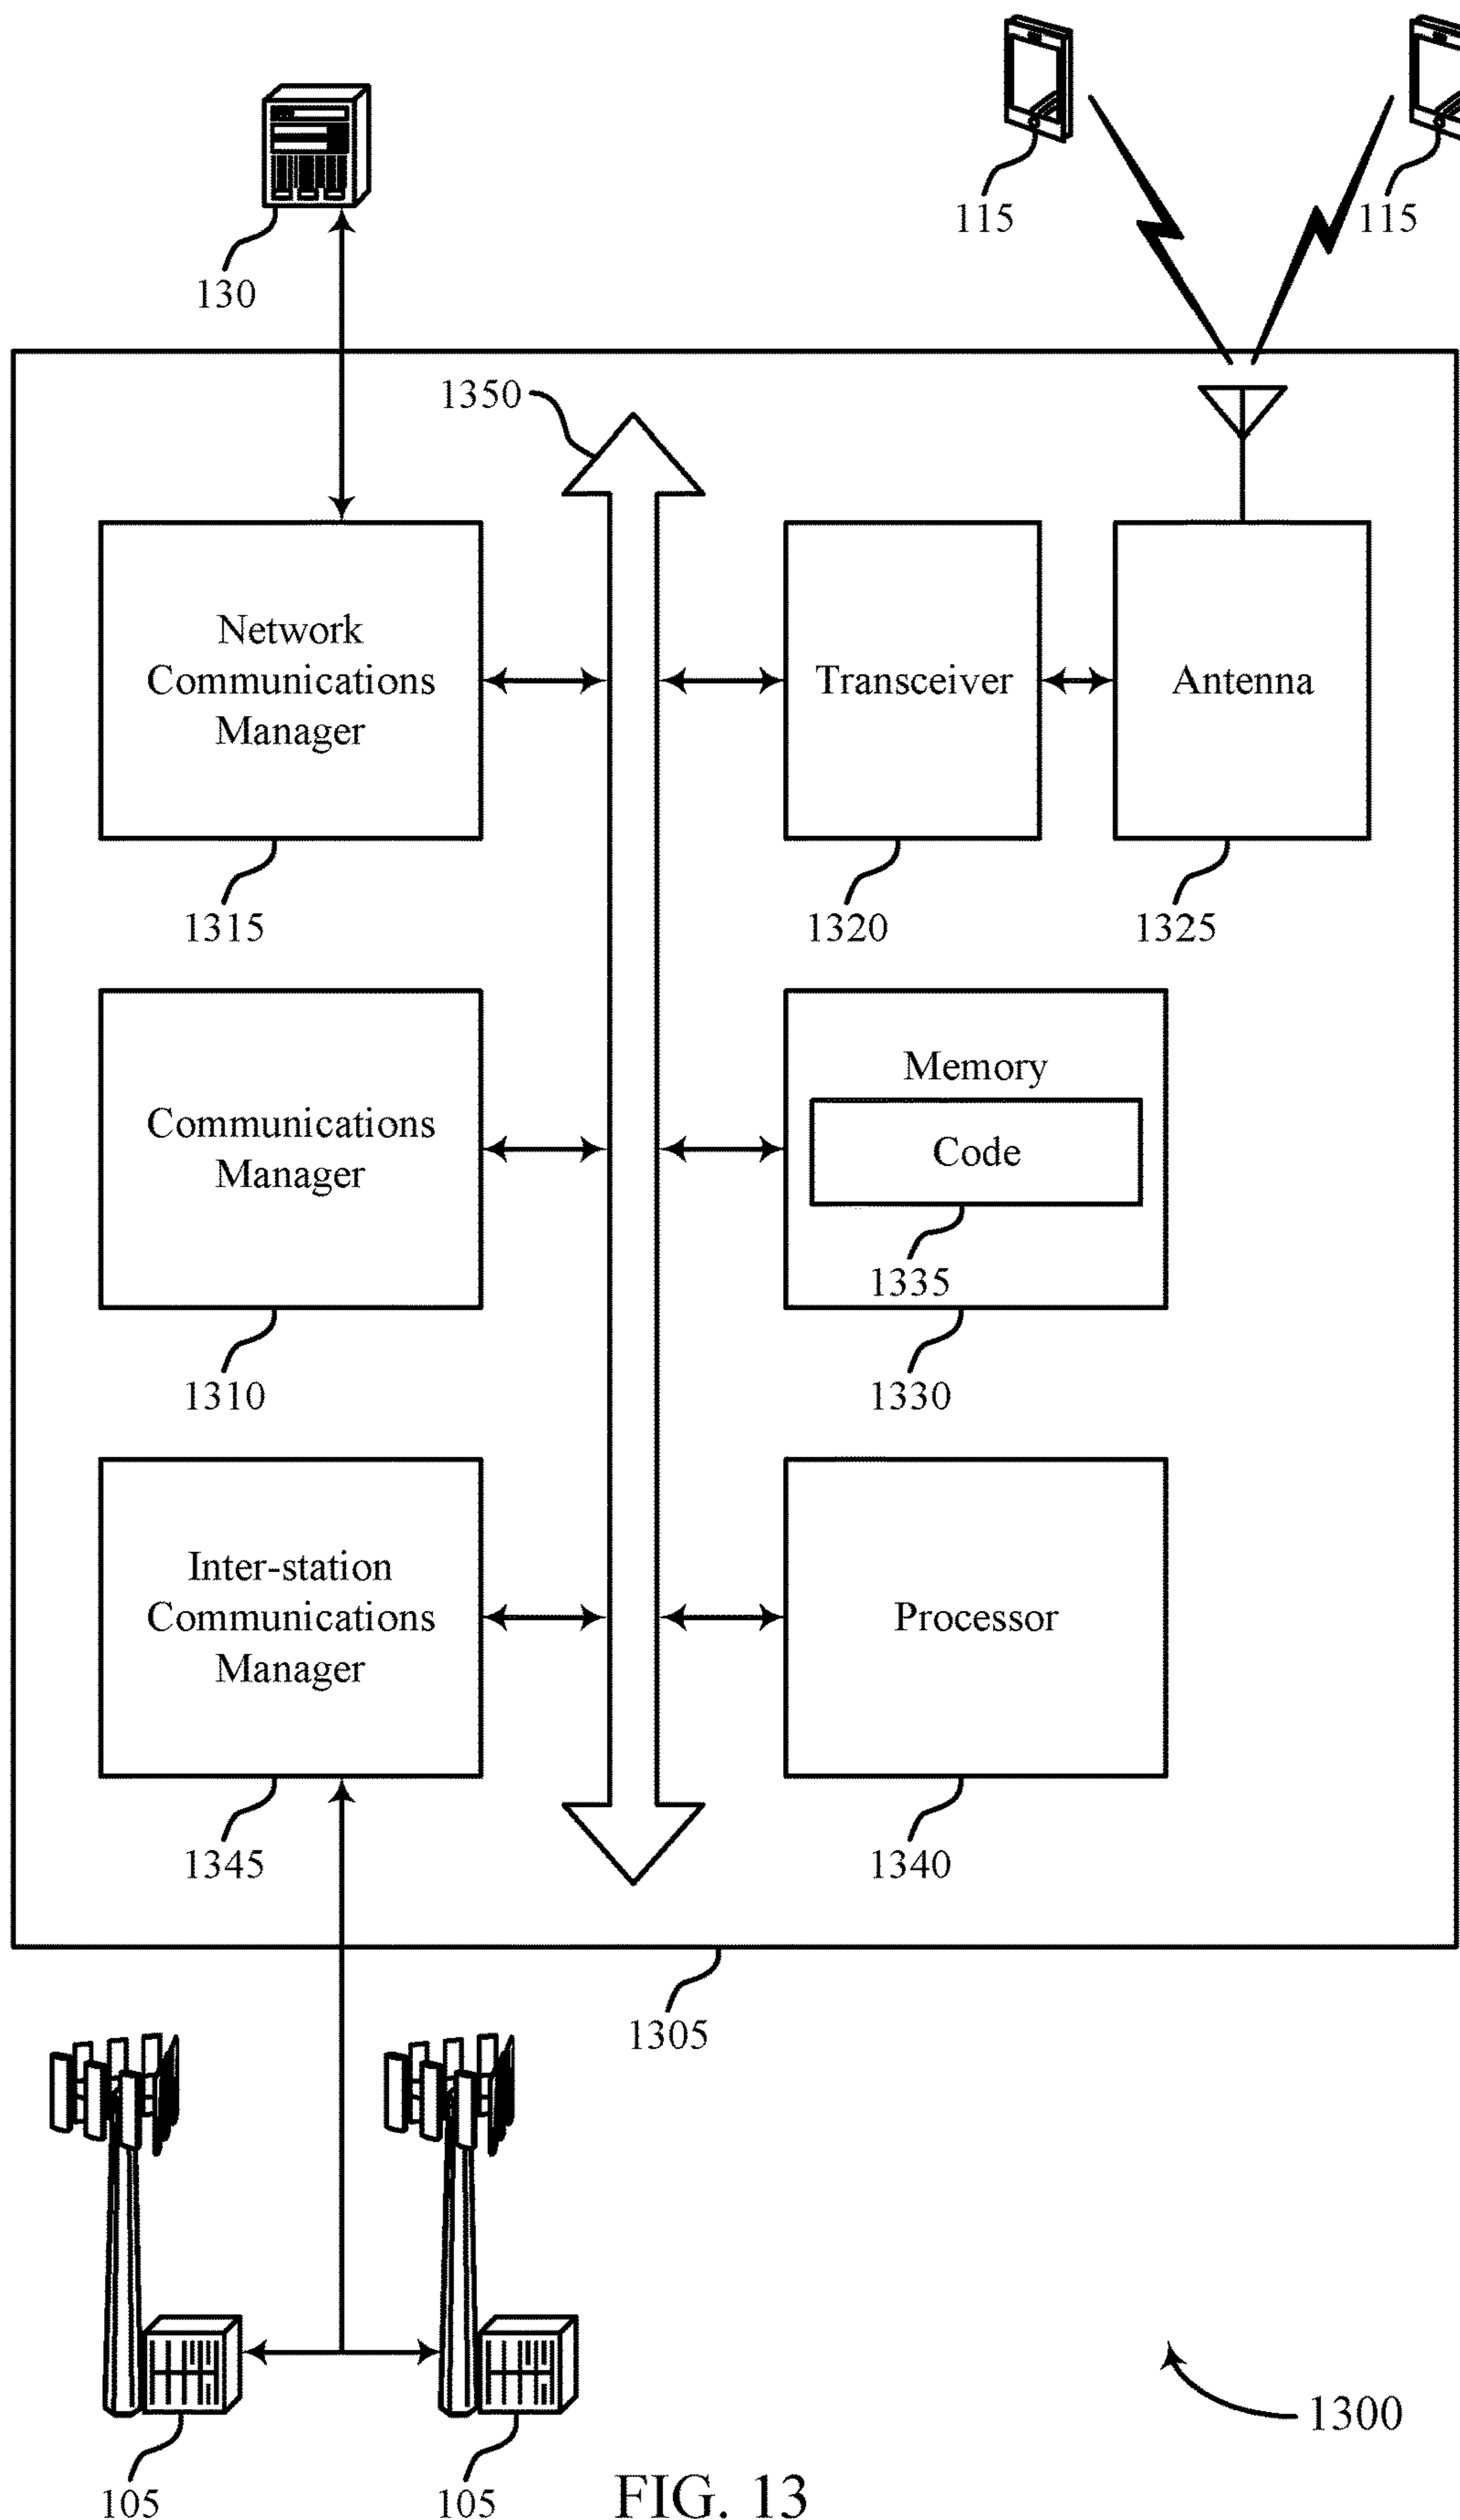 115
115
130
1350
Network
Communications
Manager
Transceiver
Antenna
1315
1320
1325
Communications
Manager
Memory
Code
1335
1310
1330
Inter-station
Communications
Manager
Processor
1345
1340
1305
1300
105
105
FIG. 13